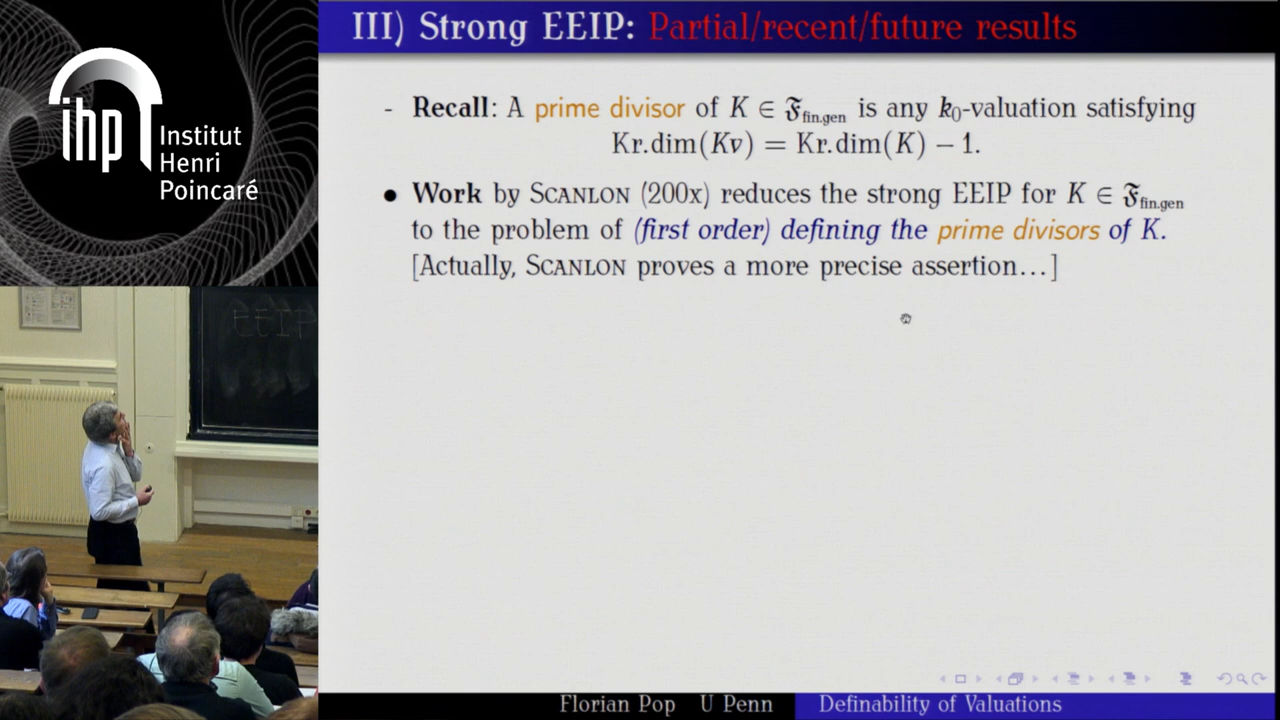 ihp
Institut
Henri
Poincaré
EEIP
III) Strong EEIP: Partial/recent/future results
- Recall: A prime divisor of K ∈ 𝔉fin.gen is any k₀-valuation satisfying
Kr.dim(Kv) = Kr.dim(K) − 1.
• Work by SCANLON (200x) reduces the strong EEIP for K ∈ 𝔉fin.gen
to the problem of (first order) defining the prime divisors of K.
[Actually, SCANLON proves a more precise assertion…]
Florian Pop U Penn Definability of Valuations